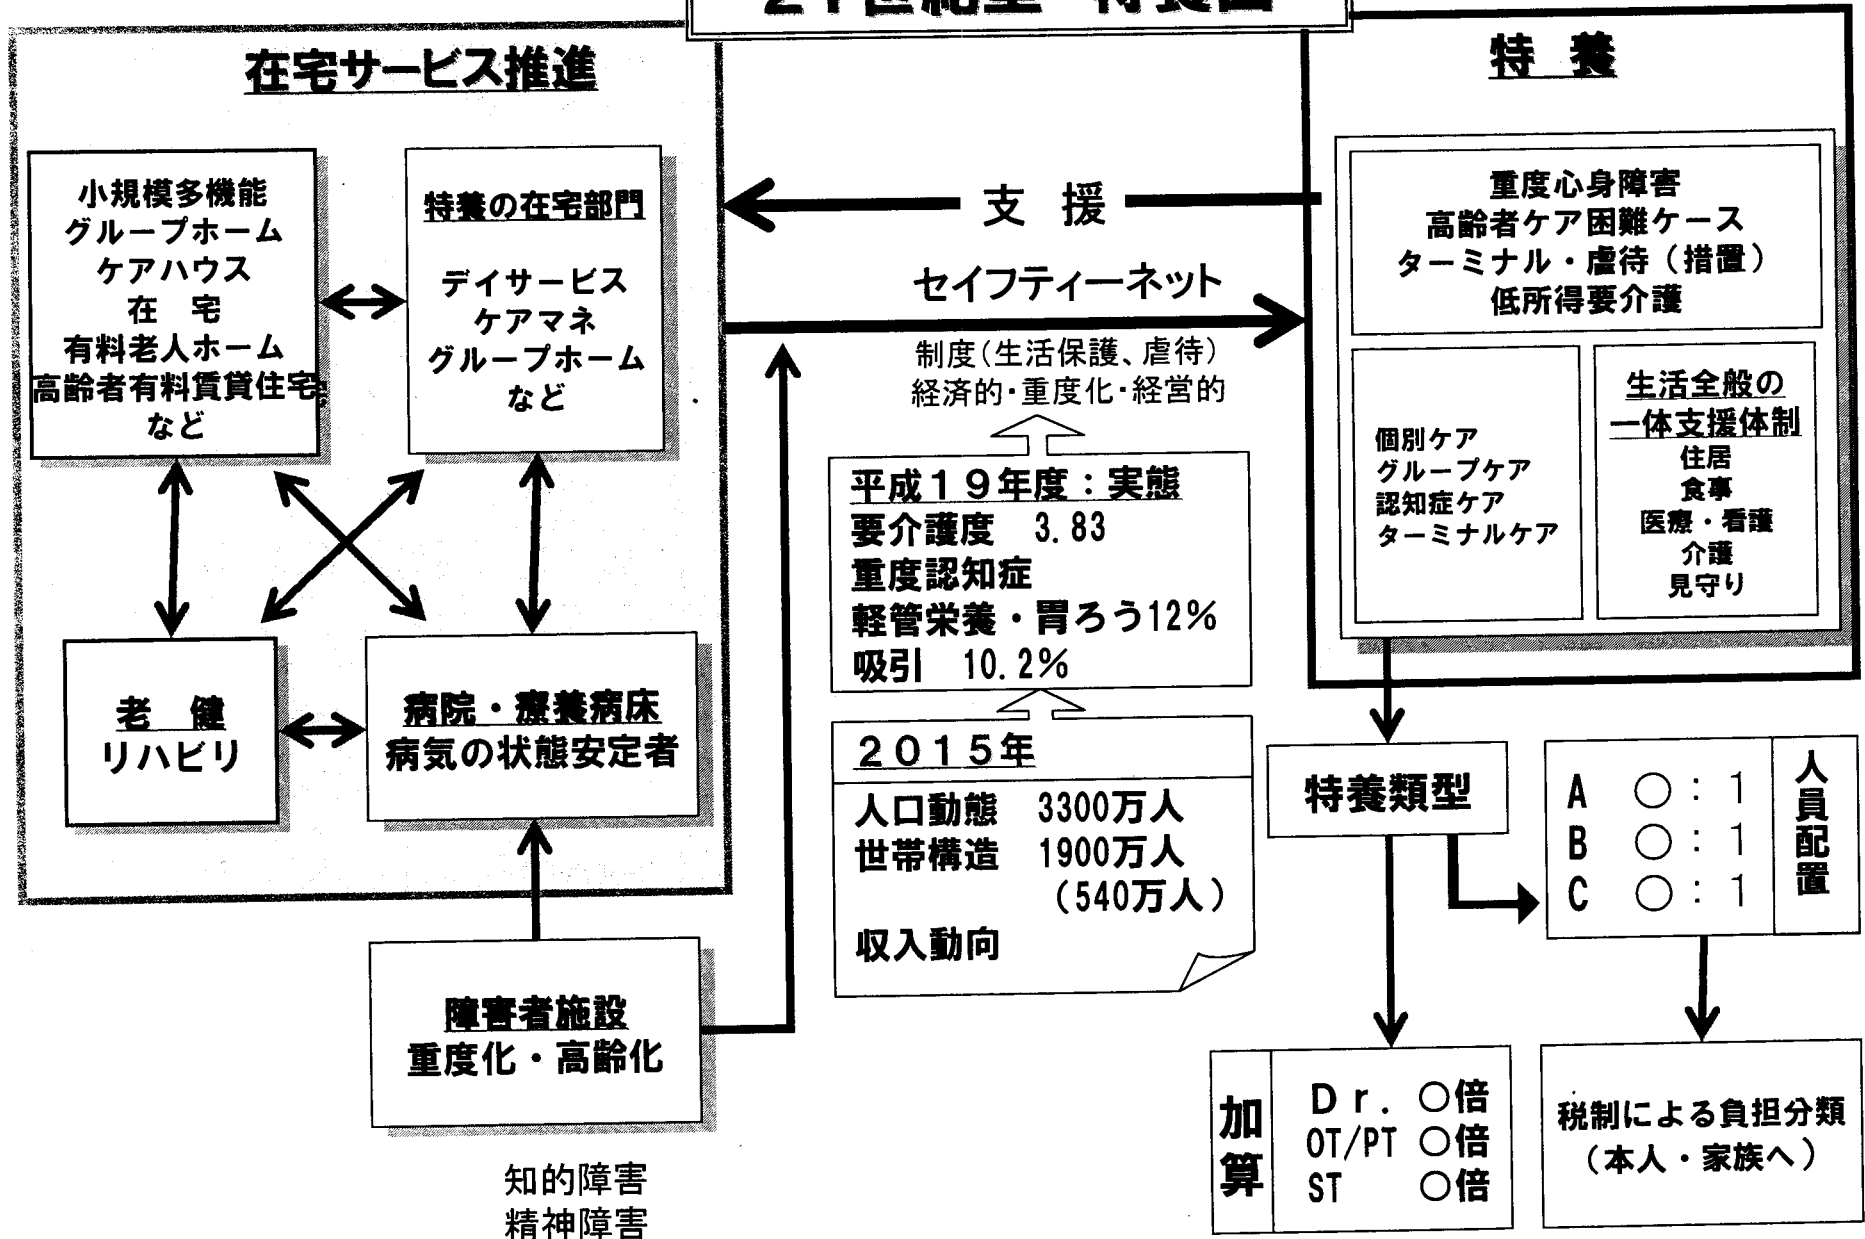 21世紀型 特養図
在宅サービス推進
小規模多機能
グループホーム
ケアハウス
在 宅
有料老人ホーム
高齢者有料賃貸住宅
など
特養の在宅部門
デイサービス
ケアマネ
グループホーム
など
老 健
リハビリ
病院・療養病床
病気の状態安定者
障害者施設
重度化・高齢化
知的障害
精神障害
支 援
セイフティーネット
制度(生活保護、虐待)
経済的・重度化・経営的
平成19年度：実態
要介護度 3.83
重度認知症
軽管栄養・胃ろう12%
吸引 10.2%
2015年
人口動態 3300万人
世帯構造 1900万人
(540万人)
収入動向
特 養
重度心身障害
高齢者ケア困難ケース
ターミナル・虐待（措置）
低所得要介護
個別ケア
グループケア
認知症ケア
ターミナルケア
生活全般の
一体支援体制
住居
食事
医療・看護
介護
見守り
特養類型
A ○：1
B ○：1
C ○：1
人員配置
加算
Dr. ○倍
OT/PT ○倍
ST ○倍
税制による負担分類
（本人・家族へ）